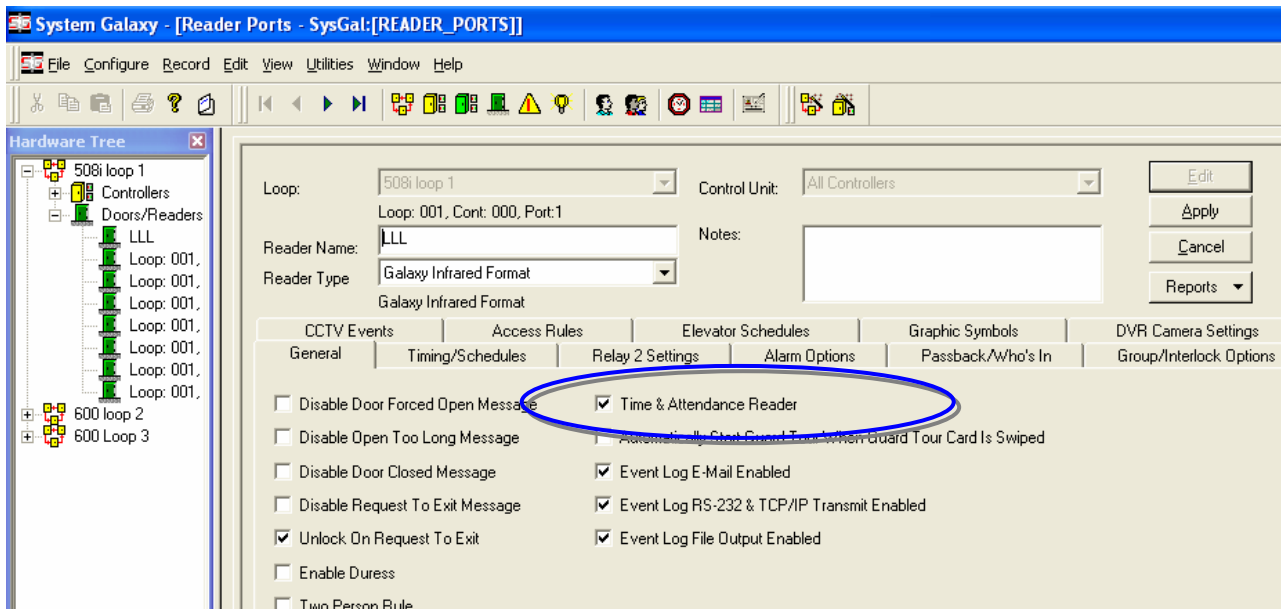 System Galaxy - [Reader Ports - SysGal:[READER_PORTS]]
File Configure Record Edit View Utilities Window Help
Hardware Tree
508i loop 1
Controllers
Doors/Readers
LLL
Loop: 001,
Loop: 001,
Loop: 001,
Loop: 001,
Loop: 001,
Loop: 001,
Loop: 001,
600 loop 2
600 Loop 3
Loop: 508i loop 1 Control Unit: All Controllers Edit
Loop: 001, Cont: 000, Port:1 Apply
Reader Name: LLL Notes: Cancel
Reader Type Galaxy Infrared Format Reports
Galaxy Infrared Format
CCTV Events Access Rules Elevator Schedules Graphic Symbols DVR Camera Settings
General Timing/Schedules Relay 2 Settings Alarm Options Passback/Who's In Group/Interlock Options
Disable Door Forced Open Message Time & Attendance Reader
Disable Open Too Long Message Automatically Start Guard Tour When Guard Tour Card Is Swiped
Disable Door Closed Message Event Log E-Mail Enabled
Disable Request To Exit Message Event Log RS-232 & TCP/IP Transmit Enabled
Unlock On Request To Exit Event Log File Output Enabled
Enable Duress
Two Person Rule